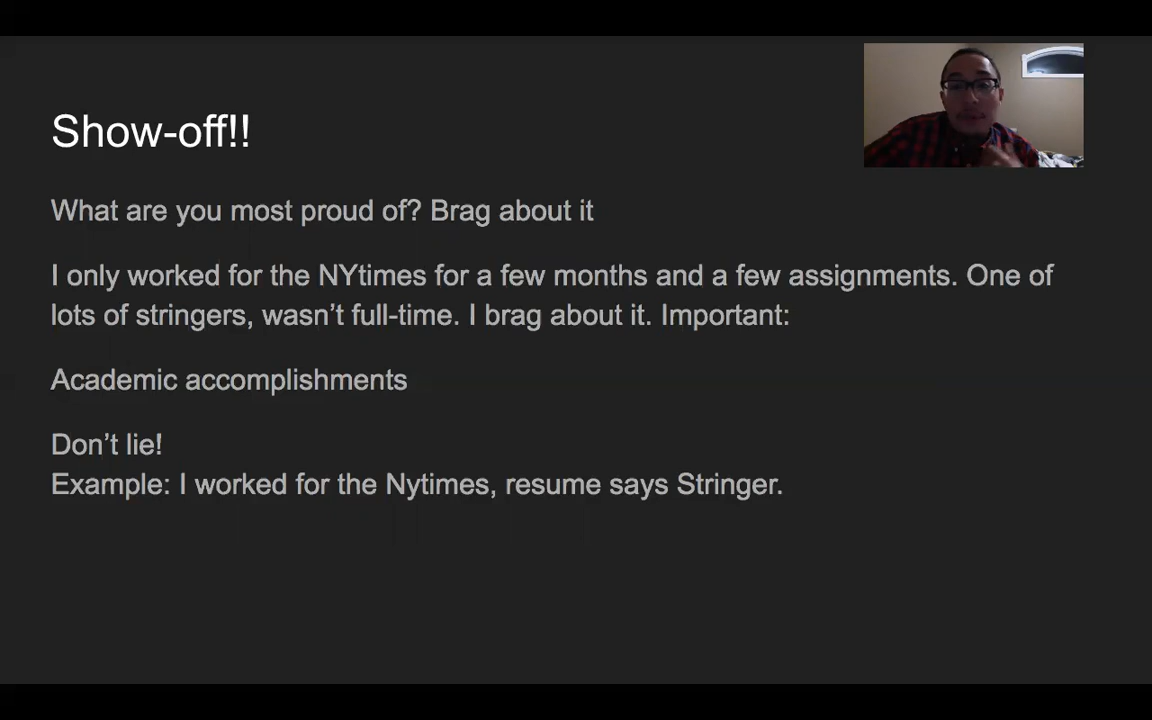 Show-off!!
What are you most proud of? Brag about it
I only worked for the NYtimes for a few months and a few assignments. One of
lots of stringers, wasn’t full-time. I brag about it. Important:
Academic accomplishments
Don’t lie!
Example: I worked for the Nytimes, resume says Stringer.